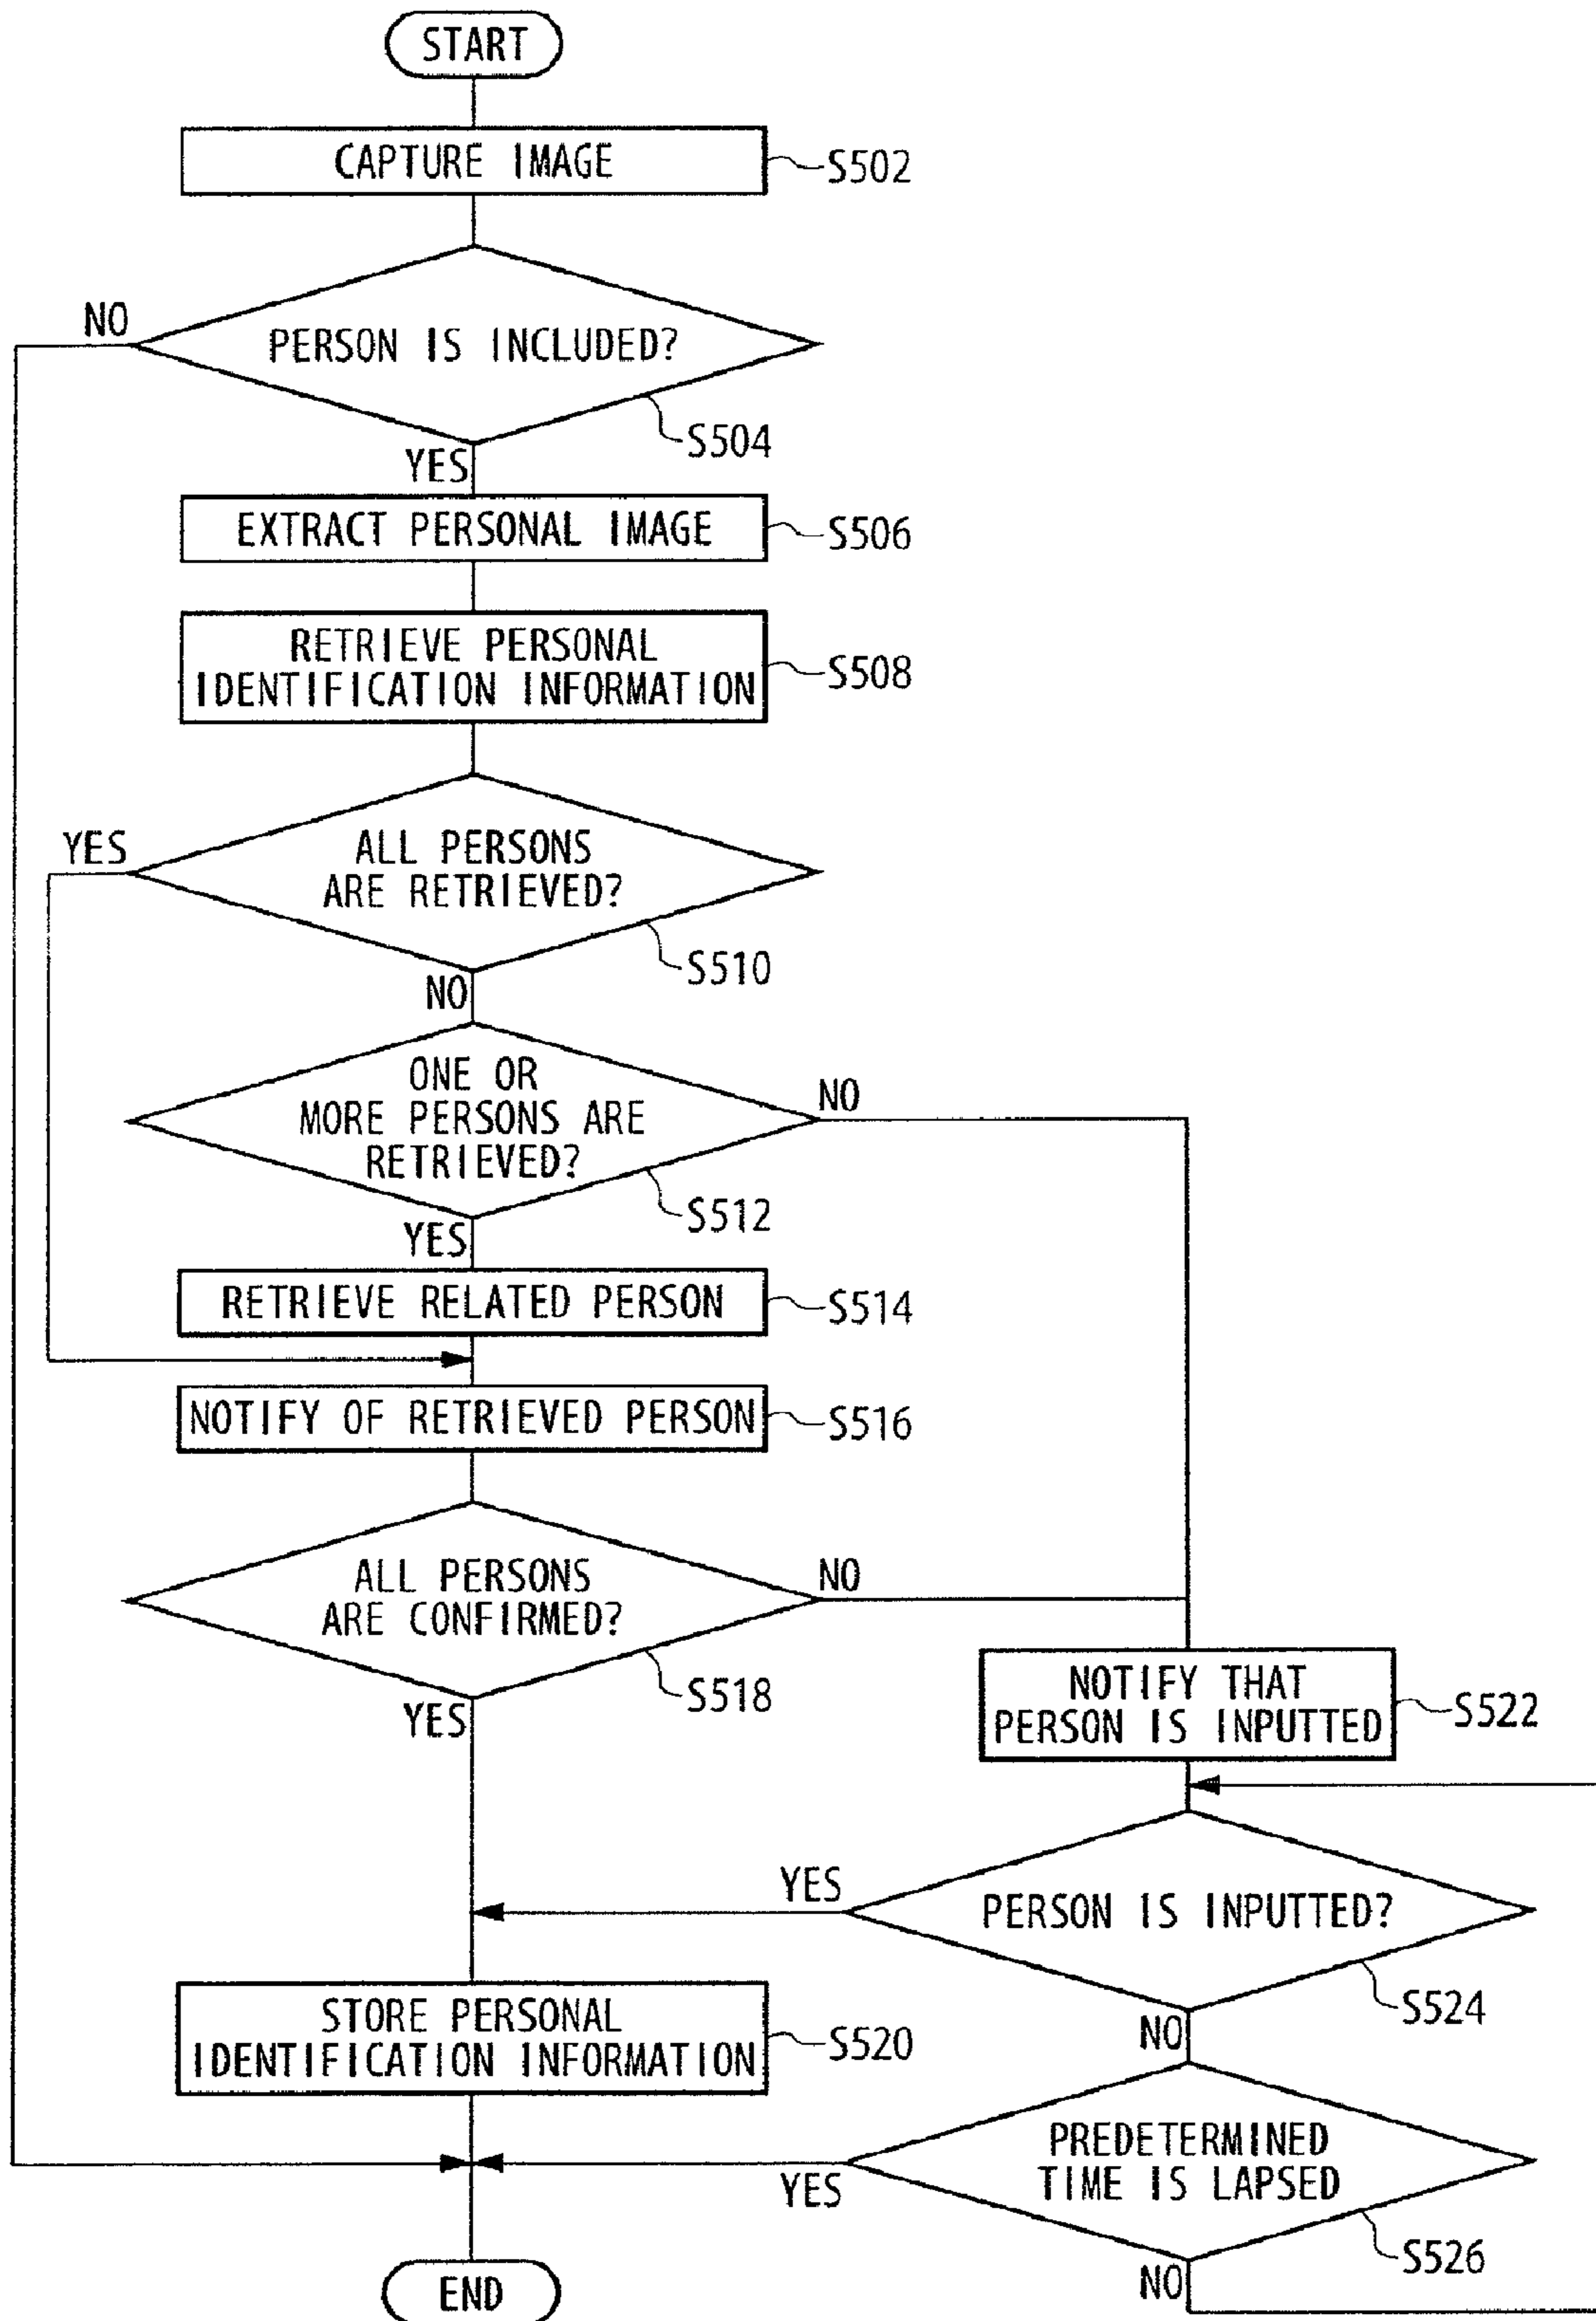 START
CAPTURE IMAGE
S502
NO
PERSON IS INCLUDED?
S504
YES
EXTRACT PERSONAL IMAGE
S506
RETRIEVE PERSONAL
IDENTIFICATION INFORMATION
S508
YES
ALL PERSONS
ARE RETRIEVED?
S510
NO
ONE OR
MORE PERSONS ARE
RETRIEVED?
NO
S512
YES
RETRIEVE RELATED PERSON
S514
NOTIFY OF RETRIEVED PERSON
S516
ALL PERSONS
ARE CONFIRMED?
NO
S518
YES
NOTIFY THAT
PERSON IS INPUTTED
S522
YES
PERSON IS INPUTTED?
S524
NO
STORE PERSONAL
IDENTIFICATION INFORMATION
S520
PREDETERMINED
TIME IS LAPSED
YES
S526
NO
END